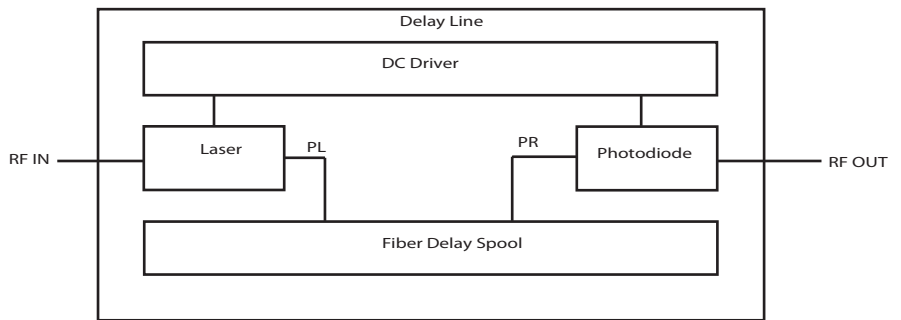 Delay Line
DC Driver
Laser
PL
PR
Photodiode
RF IN
RF OUT
Fiber Delay Spool